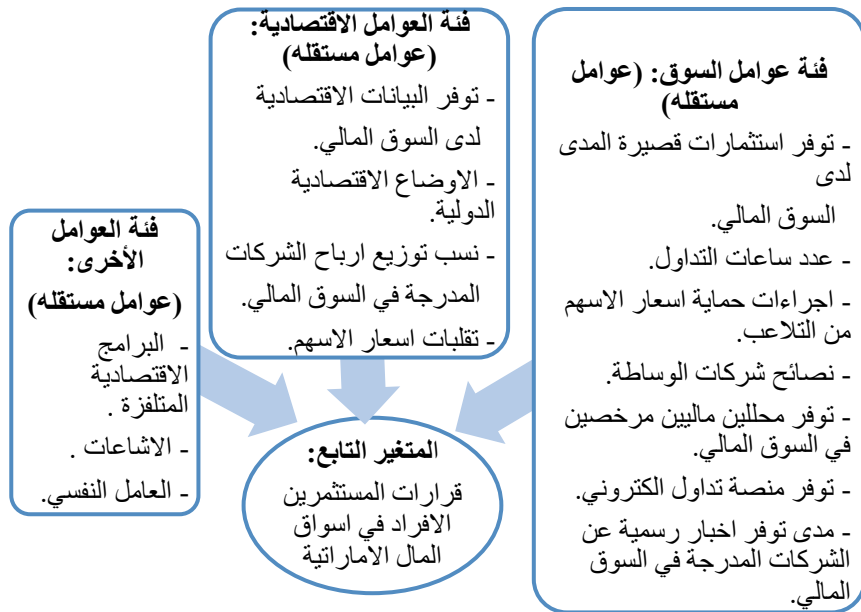 فئة عوامل السوق: (عوامل
مستقله)
- توفر استثمارات قصيرة المدى
لدى
السوق المالي.
- عدد ساعات التداول.
- اجراءات حماية اسعار الاسهم
من التلاعب.
- نصائح شركات الوساطة.
- توفر محللين ماليين مرخصين
في السوق المالي.
- توفر منصة تداول الكتروني.
- مدى توفر اخبار رسمية عن
الشركات المدرجة في السوق
المالي.
فئة العوامل الاقتصادية:
(عوامل مستقله)
- توفر البيانات الاقتصادية
لدى السوق المالي.
- الاوضاع الاقتصادية
الدولية.
- نسب توزيع ارباح الشركات
المدرجة في السوق المالي.
- تقلبات اسعار الاسهم.
فئة العوامل
الأخرى:
(عوامل مستقله)
- البرامج
الاقتصادية
المتلفزة .
- الاشاعات .
- العامل النفسي.
المتغير التابع:
قرارات المستثمرين
الافراد في اسواق
المال الاماراتية